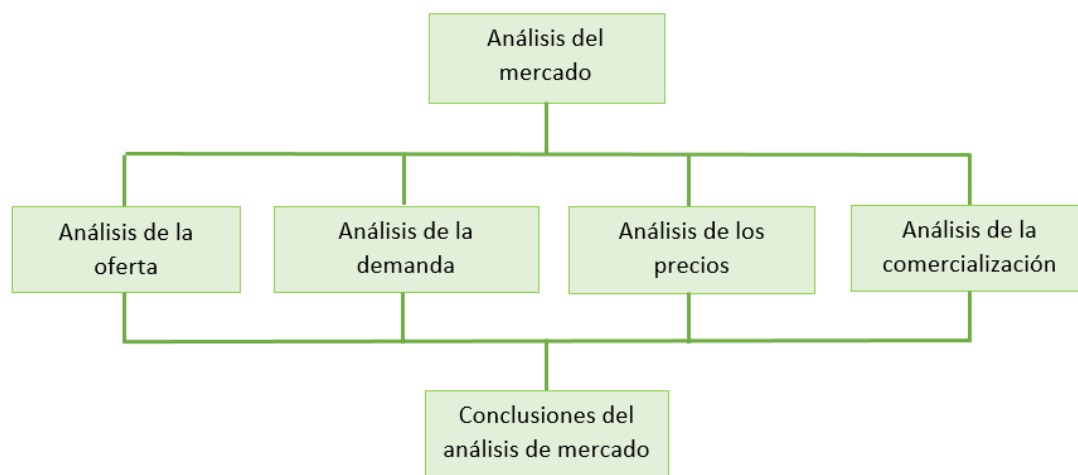 Análisis del
mercado
Análisis de la
oferta
Análisis de la
demanda
Análisis de los
precios
Análisis de la
comercialización
Conclusiones del
análisis de mercado